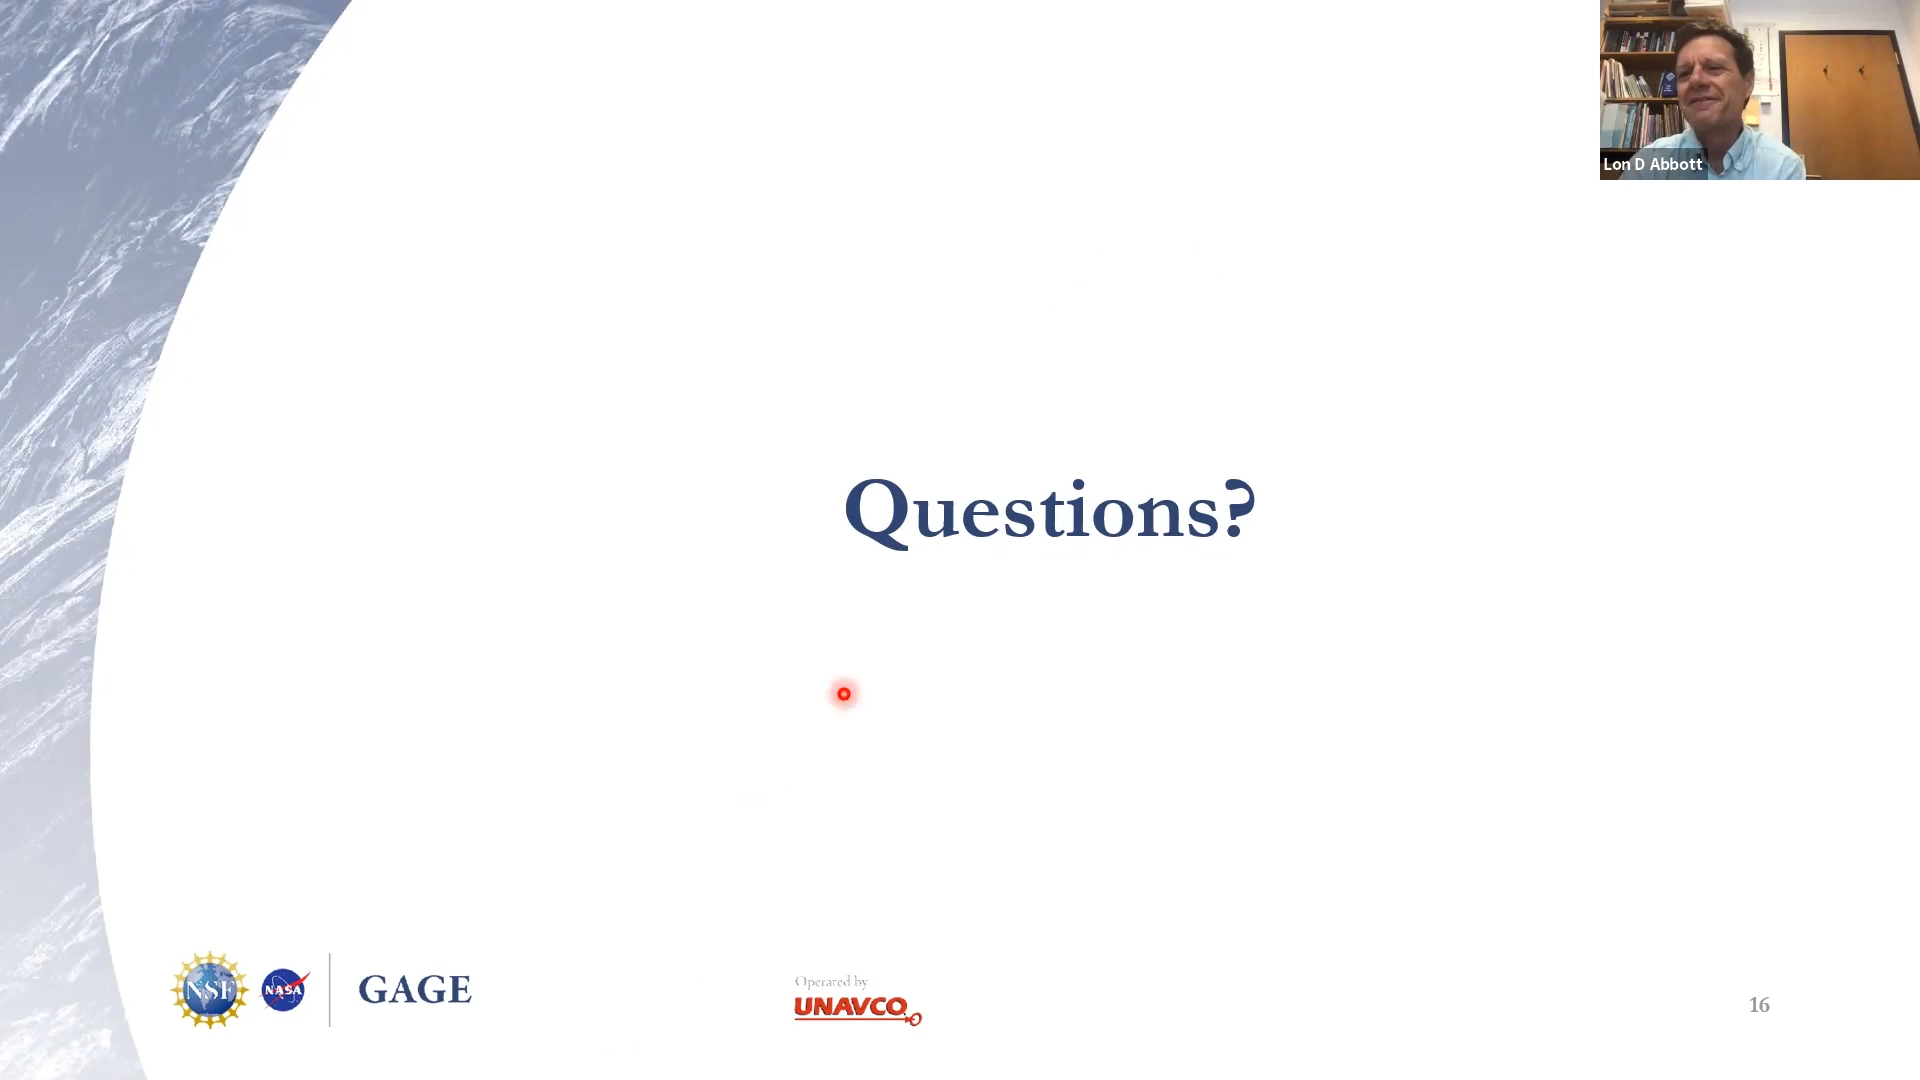 Lon D Abbott
Questions?
NSF
NASA
GAGE
Operated by
UNAVCO
16